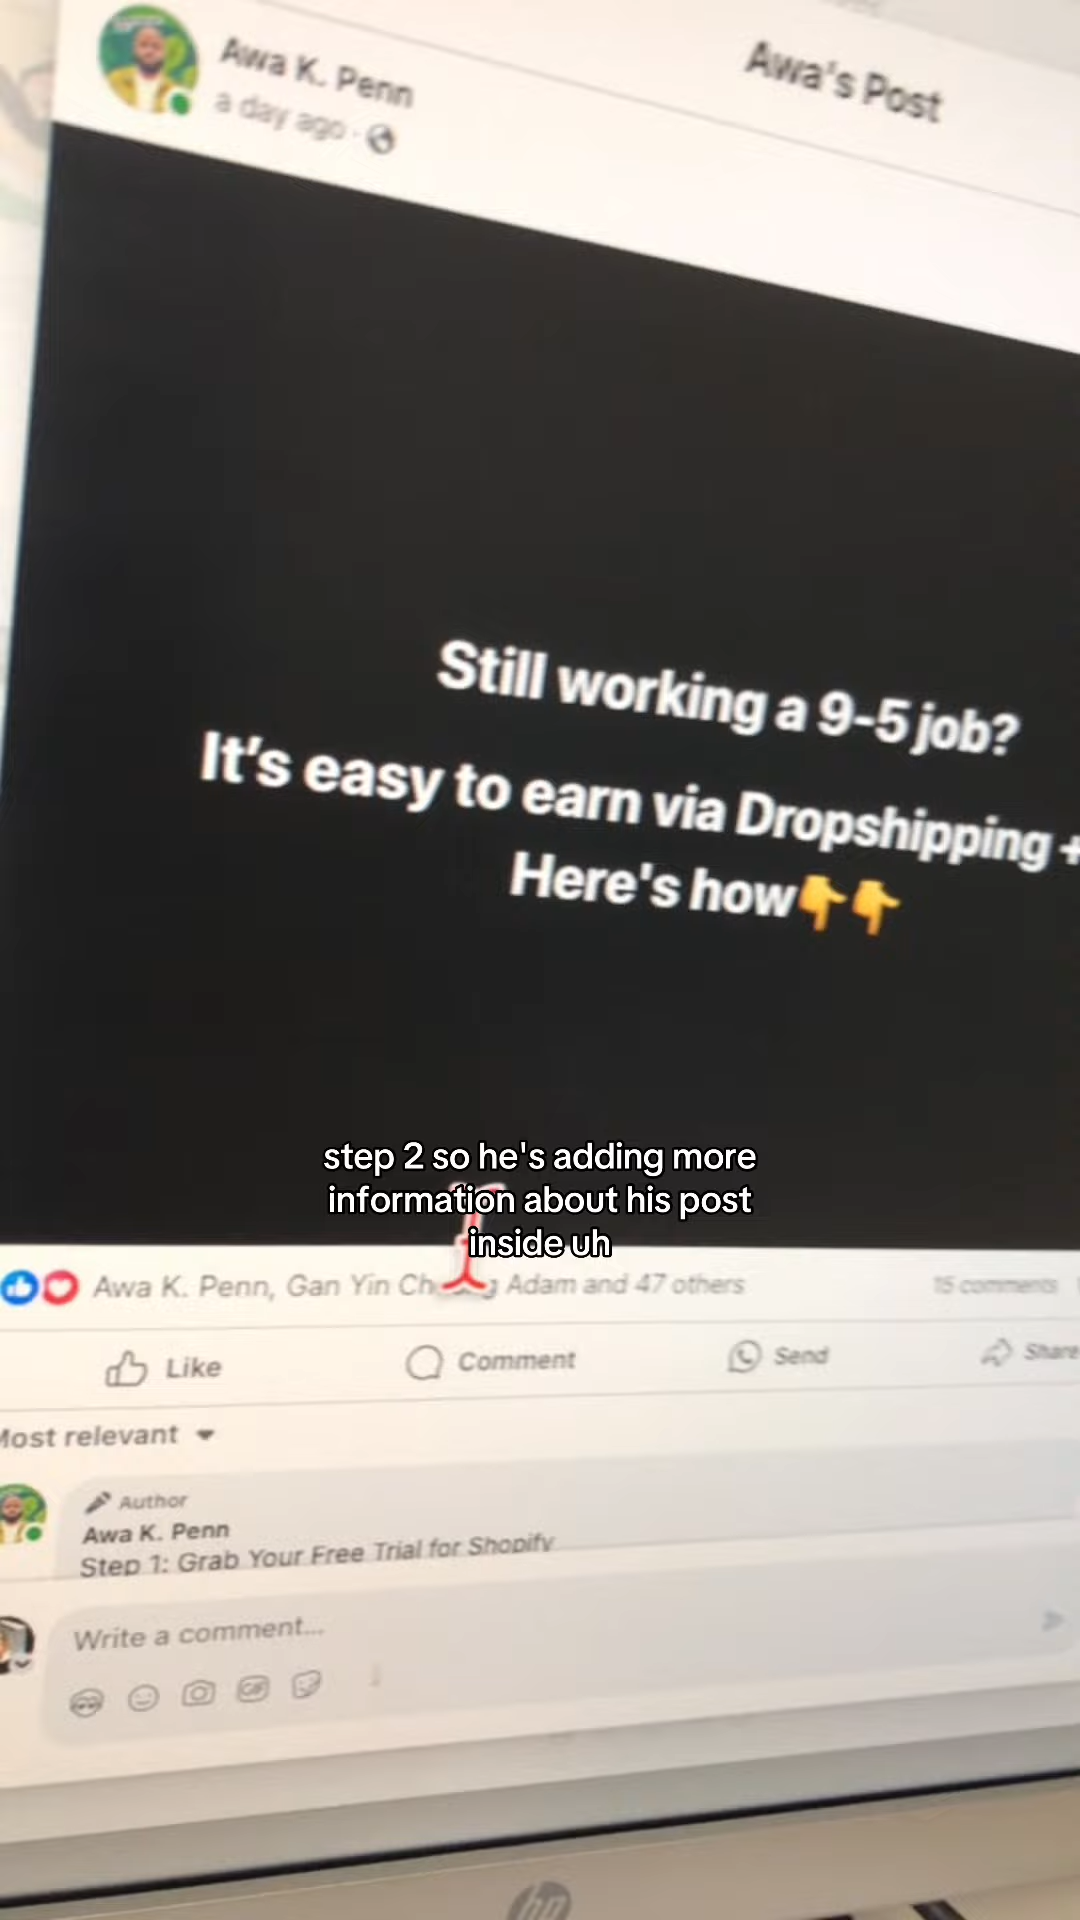 Awa's Post
Awa K. Penn
a day ago ·
Still working a 9-5 job?
It's easy to earn via Dropshipping +
Here's how👇👇
step 2 so he's adding more
information about his post
inside uh
Awa K. Penn, Gan Yin Ch Adam and 47 others
15 comments
Like
Comment
Send
Share
Most relevant
Author
Awa K. Penn
Step 1: Grab Your Free Trial for Shopify
Write a comment...
GIF
hp